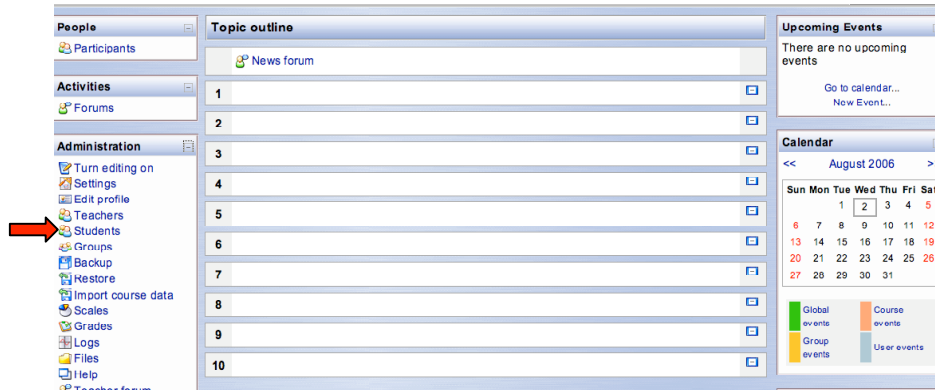 People
Participants
Activities
Forums
Administration
Turn editing on
Settings
Edit profile
Teachers
Students
Groups
Backup
Restore
Import course data
Scales
Grades
Logs
Files
Help
Teacher forum
Topic outline
News forum
1
2
3
4
5
6
7
8
9
10
Upcoming Events
There are no upcoming
events
Go to calendar...
New Event...
Calendar
<< August 2006 >
Sun Mon Tue Wed Thu Fri Sat
1 2 3 4 5
6 7 8 9 10 11 12
13 14 15 16 17 18 19
20 21 22 23 24 25 26
27 28 29 30 31
Global
events
Course
events
Group
events
User events